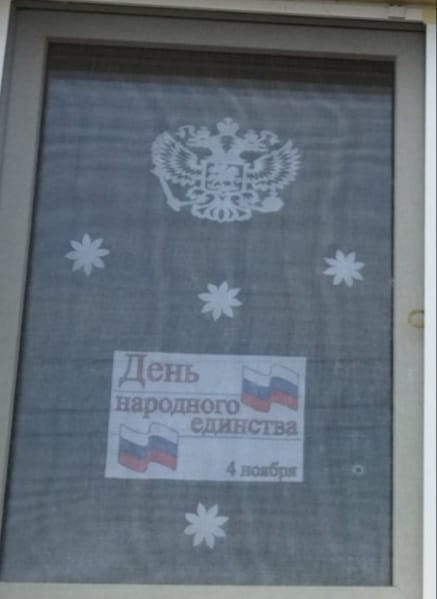 День
народного
единства
4 ноября